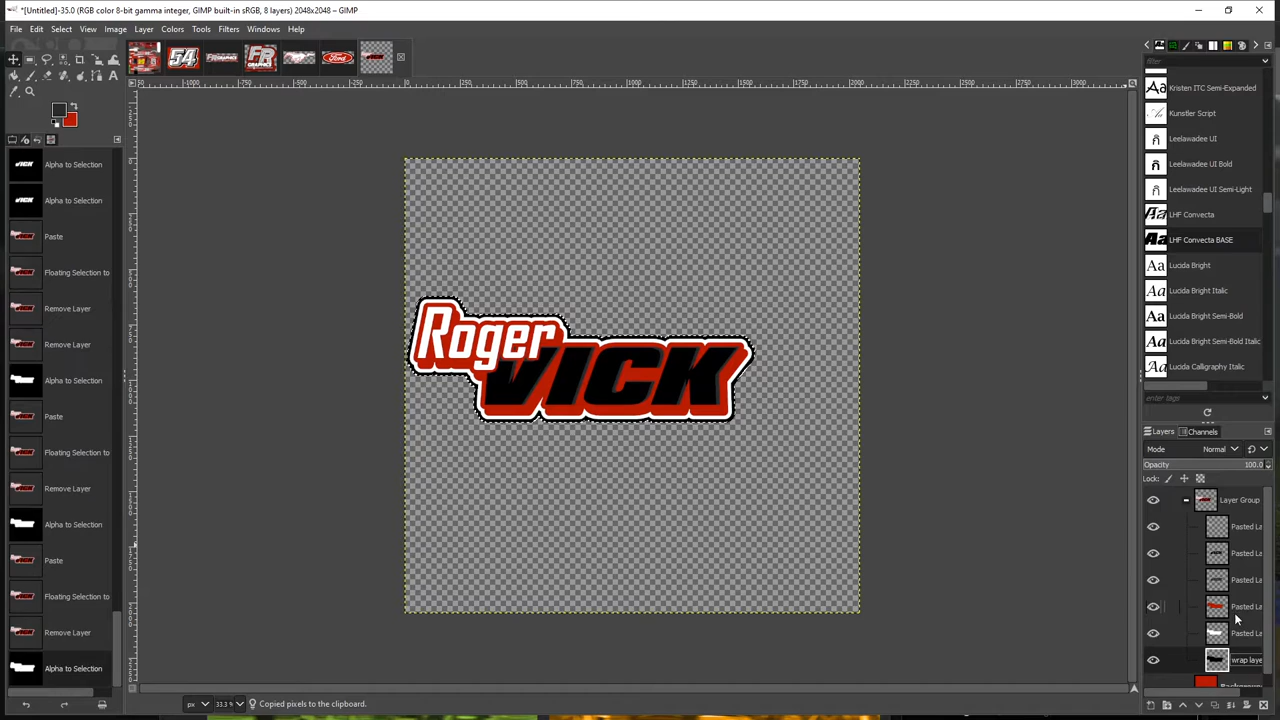 *[Untitled]-35.0 (RGB color 8-bit gamma integer, GIMP built-in sRGB, 8 layers) 2048x2048 – GIMP
File Edit Select View Image Layer Colors Tools Filters Windows Help
54 FR Ford
filter
Kristen ITC Semi-Expanded
Kunstler Script
Leelawadee UI
Leelawadee UI Bold
Leelawadee UI Semi-Light
LHF Convecta
LHF Convecta BASE
Lucida Bright
Lucida Bright Italic
Lucida Bright Semi-Bold
Lucida Bright Semi-Bold Italic
Lucida Calligraphy Italic
enter tags
Alpha to Selection
Alpha to Selection
Paste
Floating Selection to
Remove Layer
Remove Layer
Alpha to Selection
Paste
Floating Selection to
Remove Layer
Alpha to Selection
Paste
Floating Selection to
Remove Layer
Alpha to Selection
Roger
VICK
Layers Channels
Mode Normal
Opacity 100.0
Lock:
Layer Group
Pasted La
Pasted La
Pasted La
Pasted La
Pasted La
wrap laye
px 33.3 % Copied pixels to the clipboard.